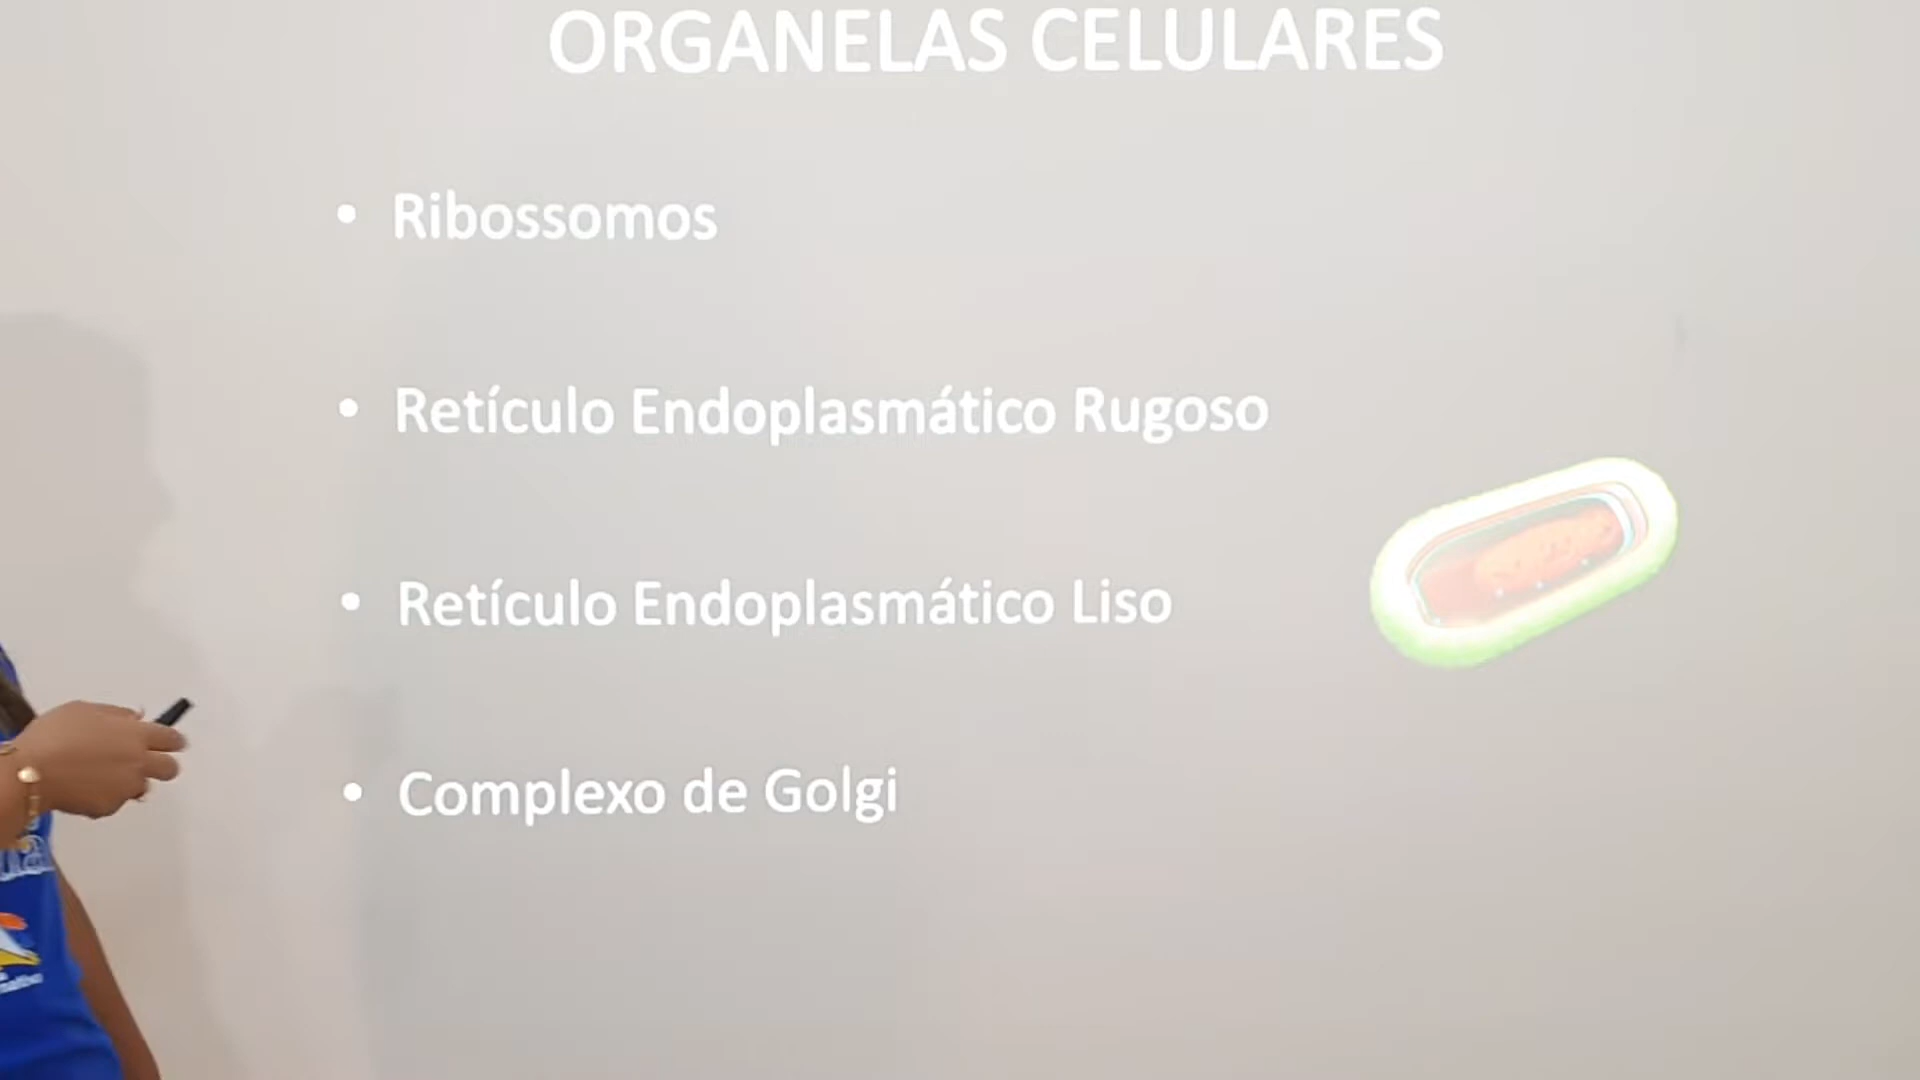 ORGANELAS CELULARES
• Ribossomos
• Retículo Endoplasmático Rugoso
• Retículo Endoplasmático Liso
• Complexo de Golgi